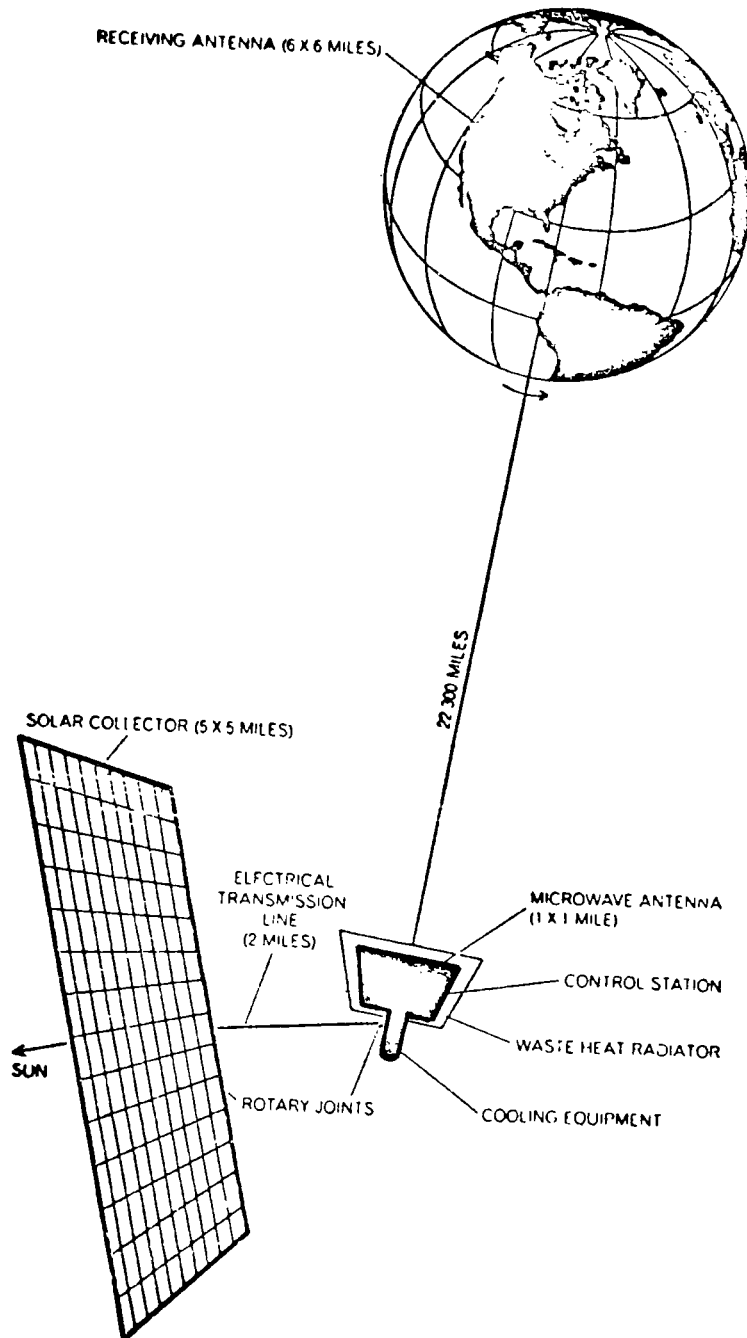 RECEIVING ANTENNA (6 X 6 MILES)
22 300 MILES
SOLAR COLLECTOR (5 X 5 MILES)
ELECTRICAL
TRANSMISSION
LINE
(2 MILES)
MICROWAVE ANTENNA
(1 X 1 MILE)
CONTROL STATION
WASTE HEAT RADIATOR
SUN
ROTARY JOINTS
COOLING EQUIPMENT